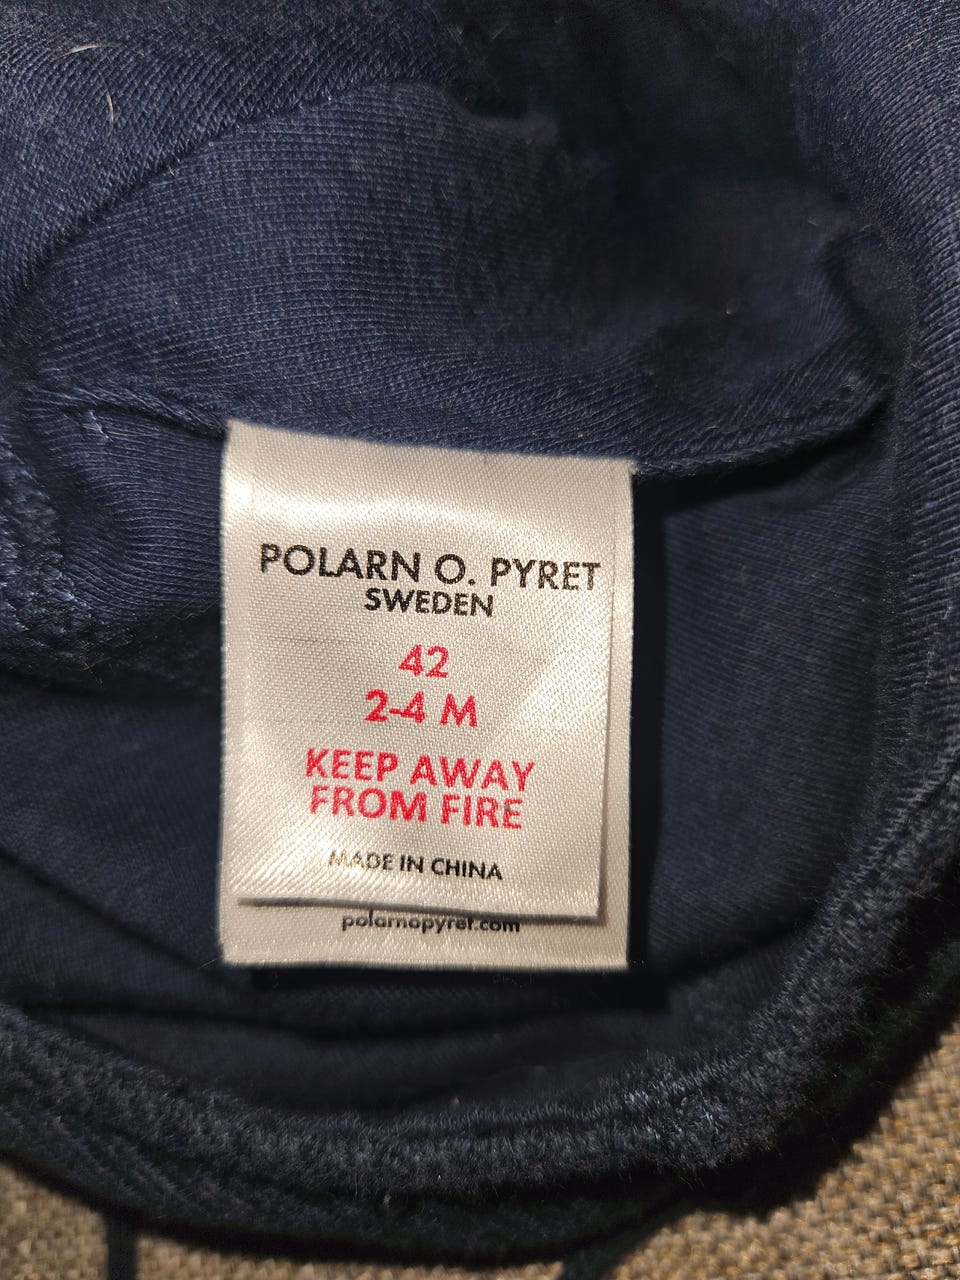 POLARN O. PYRET
SWEDEN
42
2-4 M
KEEP AWAY
FROM FIRE
MADE IN CHINA
polarnopyret.com